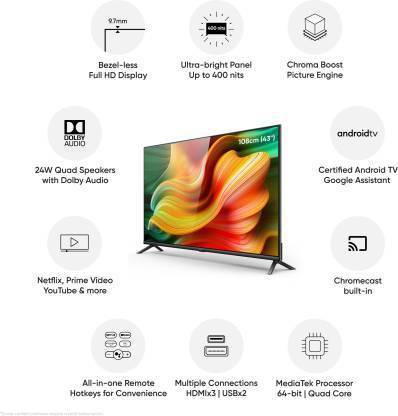 9.7mm
400 nits
Bezel-less
Full HD Display
Ultra-bright Panel
Up to 400 nits
Chroma Boost
Picture Engine
DOLBY
AUDIO
108cm (43")
androidtv
24W Quad Speakers
with Dolby Audio
Certified Android TV
Google Assistant
Netflix, Prime Video
YouTube & more
Chromecast
built-in
All-in-one Remote
Hotkeys for Convenience
Multiple Connections
HDMIx3 | USBx2
MediaTek Processor
64-bit | Quad Core